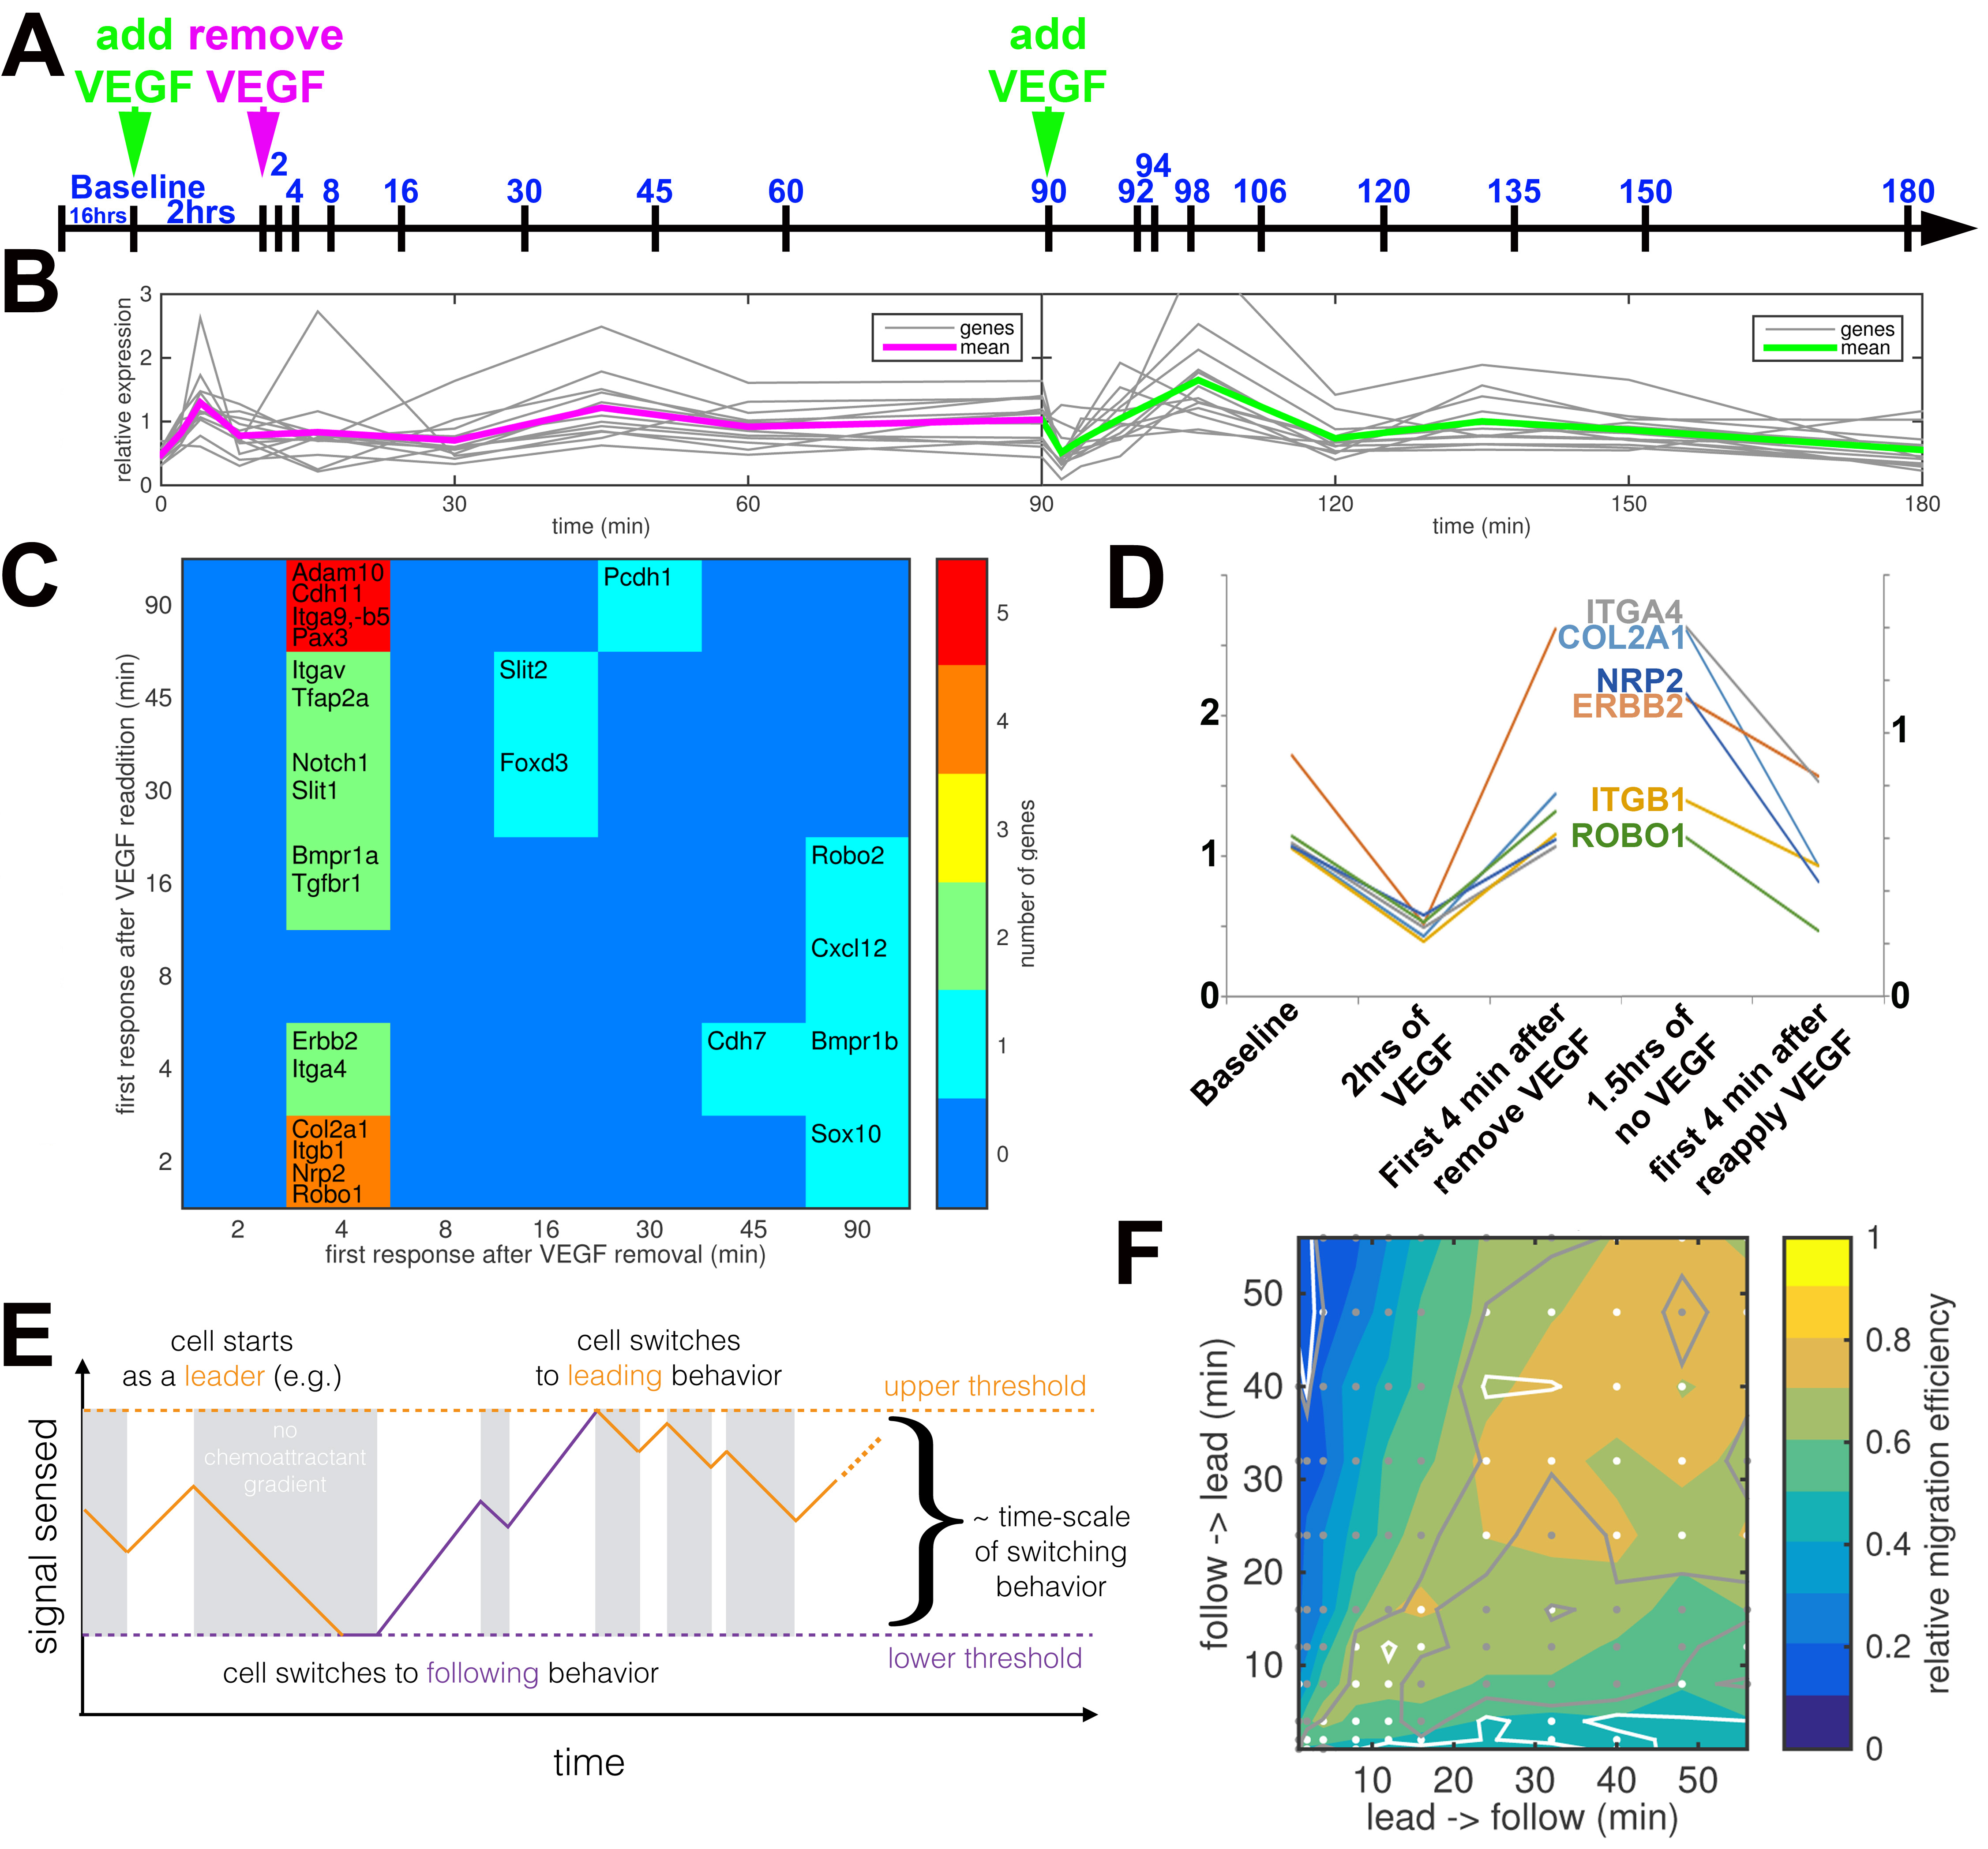 A
add remove
VEGF VEGF
add
VEGF
Baseline
16hrs
2hrs
2
4 8 16 30 45 60 90 92 94 98 106 120 135 150 180
B
relative expression
3
2
1
0
genes
mean
genes
mean
0 30 60 90 120 150 180
time (min)
time (min)
C
first response after VEGF readdition (min)
90
45
30
16
8
4
2
Adam10
Cdh11
Itga9,-b5
Pax3
Pcdh1
Itgav
Tfap2a
Slit2
Notch1
Slit1
Foxd3
Bmpr1a
Tgfbr1
Robo2
Cxcl12
Erbb2
Itga4
Cdh7
Bmpr1b
Col2a1
Itgb1
Nrp2
Robo1
Sox10
2 4 8 16 30 45 90
first response after VEGF removal (min)
5
4
3
2
1
0
number of genes
D
2
1
0
ITGA4
COL2A1
NRP2
ERBB2
ITGB1
ROBO1
1
0
Baseline
2hrs of
VEGF
First 4 min after
remove VEGF
1.5hrs of
no VEGF
first 4 min after
reapply VEGF
E
signal sensed
cell starts
as a leader (e.g.)
cell switches
to leading behavior
upper threshold
no
chemoattractant
gradient
~ time-scale
of switching
behavior
lower threshold
cell switches to following behavior
time
F
follow -> lead (min)
50
40
30
20
10
10 20 30 40 50
lead -> follow (min)
1
0.8
0.6
0.4
0.2
0
relative migration efficiency